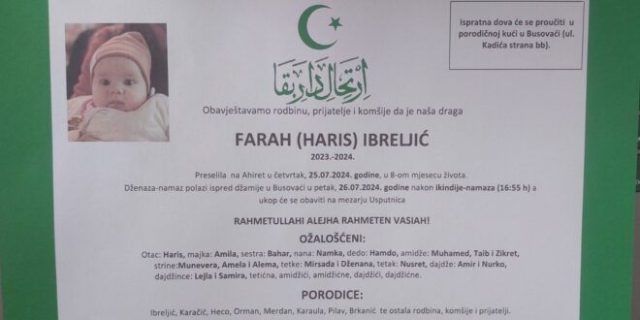 Ispratna dova će se proučiti u
porodičnoj kući u Busovači (ul.
Kadića strana bb).
Obavještavamo rodbinu, prijatelje i komšije da je naša draga
FARAH (HARIS) IBRELJIĆ
2023.-2024.
Preselila na Ahiret u četvrtak, 25.07.2024. godine, u 8-om mjesecu života.
Dženaza-namaz polazi ispred džamije u Busovači u petak, 26.07.2024. godine nakon ikindije-namaza (16:55 h) a
ukop će se obaviti na mezarju Usputnica
RAHMETULLAHI ALEJHA RAHMETEN VASIAH!
OŽALOŠĆENI:
Otac: Haris, majka: Amila, sestra: Bahar, nana: Namka, dedo: Hamdo, amidže: Muhamed, Taib i Zikret,
strine:Munevera, Amela i Alema, tetke: Mirsada i Dženana, tetak: Nusret, dajdže: Amir i Nurko,
dajdžince: Lejla i Samira, tetična, amidžići, amidžične, dajdžići, dajdžične.
PORODICE:
Ibreljić, Karačić, Heco, Orman, Merdan, Karaula, Pilav, Brkanić te ostala rodbina, komšije i prijatelji.